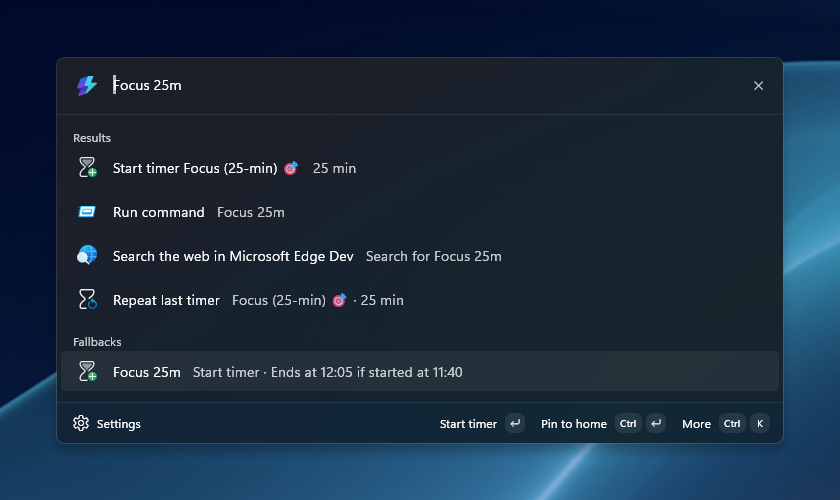 Focus 25m
Results
Start timer Focus (25-min) 🎯 25 min
Run command Focus 25m
Search the web in Microsoft Edge Dev Search for Focus 25m
Repeat last timer Focus (25-min) 🎯 · 25 min
Fallbacks
Focus 25m Start timer · Ends at 12:05 if started at 11:40
Settings Start timer ↵ Pin to home Ctrl ↵ More Ctrl K